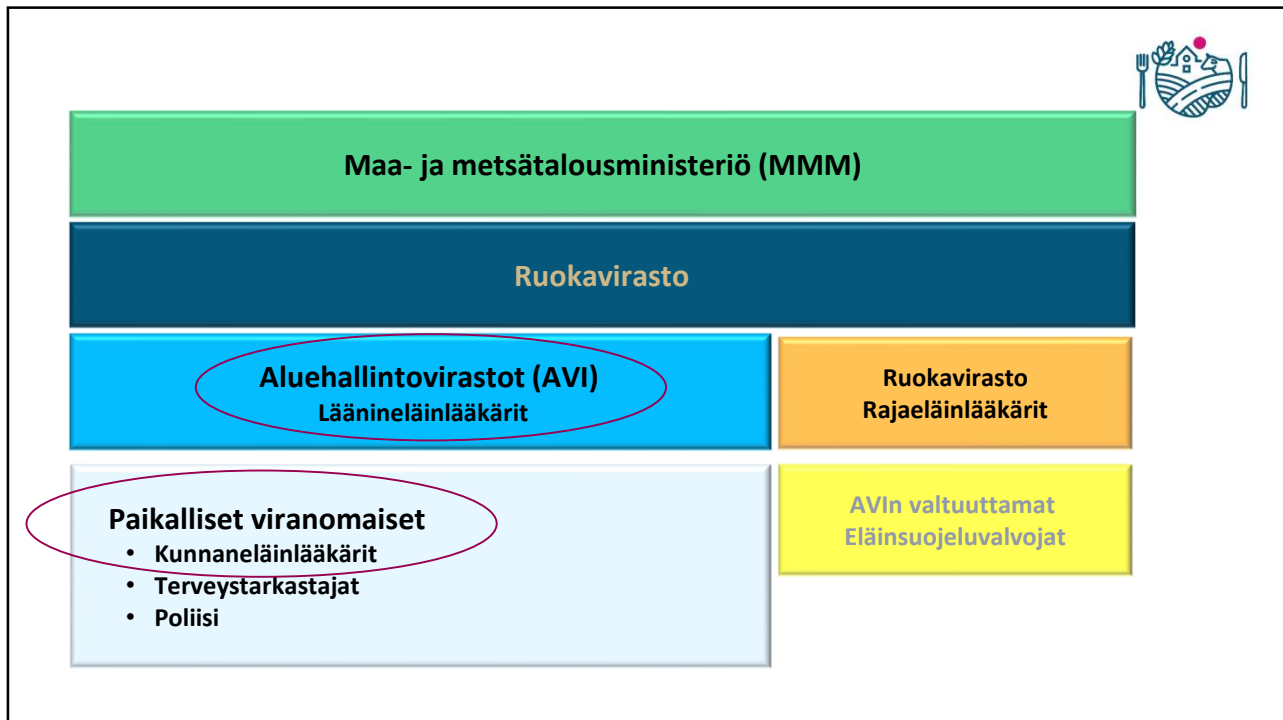 Maa- ja metsätalousministeriö (MMM)
Ruokavirasto
Aluehallintovirastot (AVI)
Läänineläinlääkärit
Ruokavirasto
Rajaeläinlääkärit
Paikalliset viranomaiset
• Kunnaneläinlääkärit
• Terveystarkastajat
• Poliisi
AVIn valtuuttamat
Eläinsuojeluvalvojat